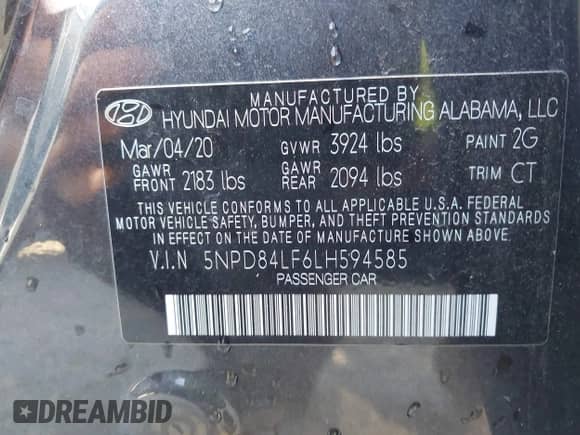 MANUFACTURED BY
HYUNDAI MOTOR MANUFACTURING ALABAMA, LLC
Mar/04/20 GVWR 3924 lbs PAINT 2G
GAWR FRONT 2183 lbs GAWR REAR 2094 lbs TRIM CT
THIS VEHICLE CONFORMS TO ALL APPLICABLE U.S.A. FEDERAL
MOTOR VEHICLE SAFETY, BUMPER, AND THEFT PREVENTION STANDARDS
IN EFFECT ON THE DATE OF MANUFACTURE SHOWN ABOVE.
V.I.N 5NPD84LF6LH594585
PASSENGER CAR
DREAMBID